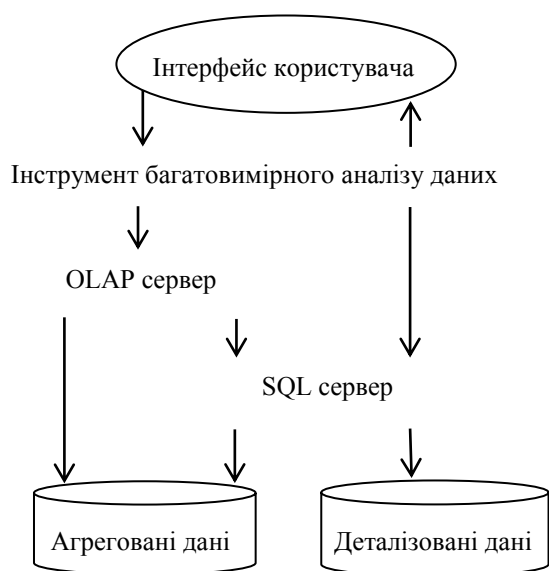 Інтерфейс користувача
Інструмент багатовимірного аналізу даних
OLAP сервер
SQL сервер
Агреговані дані
Деталізовані дані